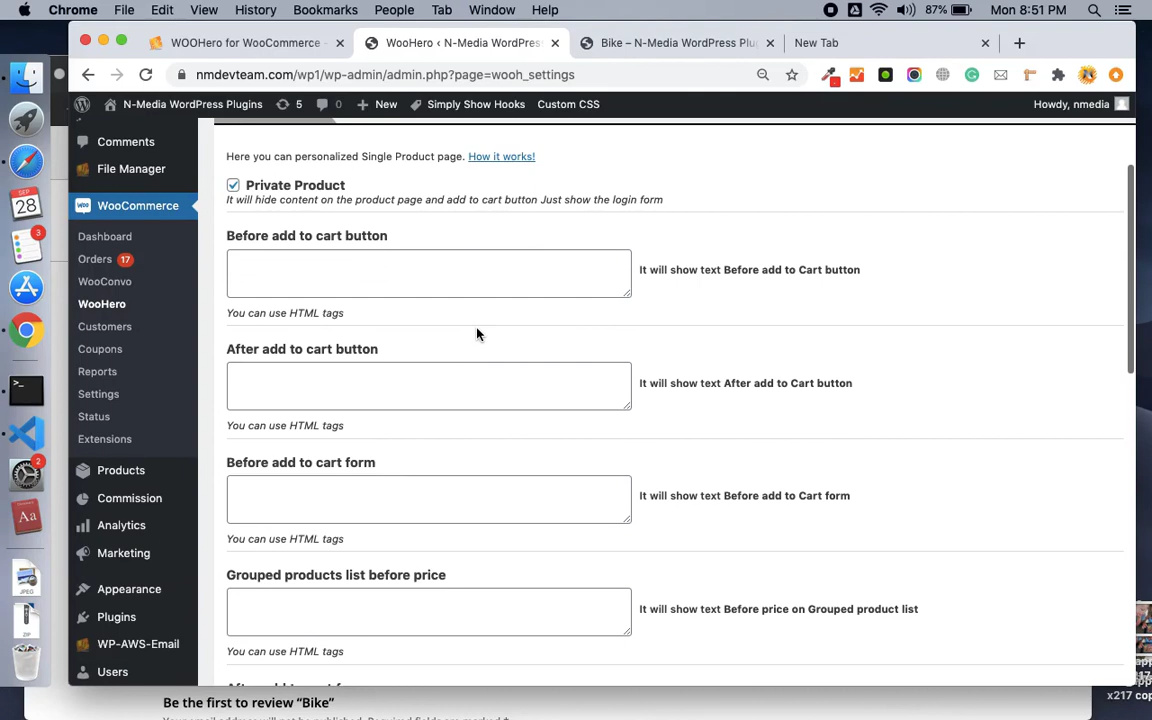 Chrome File Edit View History Bookmarks People Tab Window Help 87% Mon 8:51 PM
WOOHero for WooCommerce - WooHero ‹ N-Media WordPress Bike – N-Media WordPress Plu New Tab
nmdevteam.com/wp1/wp-admin/admin.php?page=wooh_settings
N-Media WordPress Plugins 5 0 New Simply Show Hooks Custom CSS Howdy, nmedia
Comments
File Manager
WooCommerce
Dashboard
Orders 17
WooConvo
WooHero
Customers
Coupons
Reports
Settings
Status
Extensions
Products
Commission
Analytics
Marketing
Appearance
Plugins
WP-AWS-Email
Users
Here you can personalized Single Product page. How it works!
Private Product
It will hide content on the product page and add to cart button Just show the login form
Before add to cart button
It will show text Before add to Cart button
You can use HTML tags
After add to cart button
It will show text After add to Cart button
You can use HTML tags
Before add to cart form
It will show text Before add to Cart form
You can use HTML tags
Grouped products list before price
It will show text Before price on Grouped product list
You can use HTML tags
SEP
28
3
2
Aa
JPEG
ZIP
Be the first to review “Bike”
x217 cop